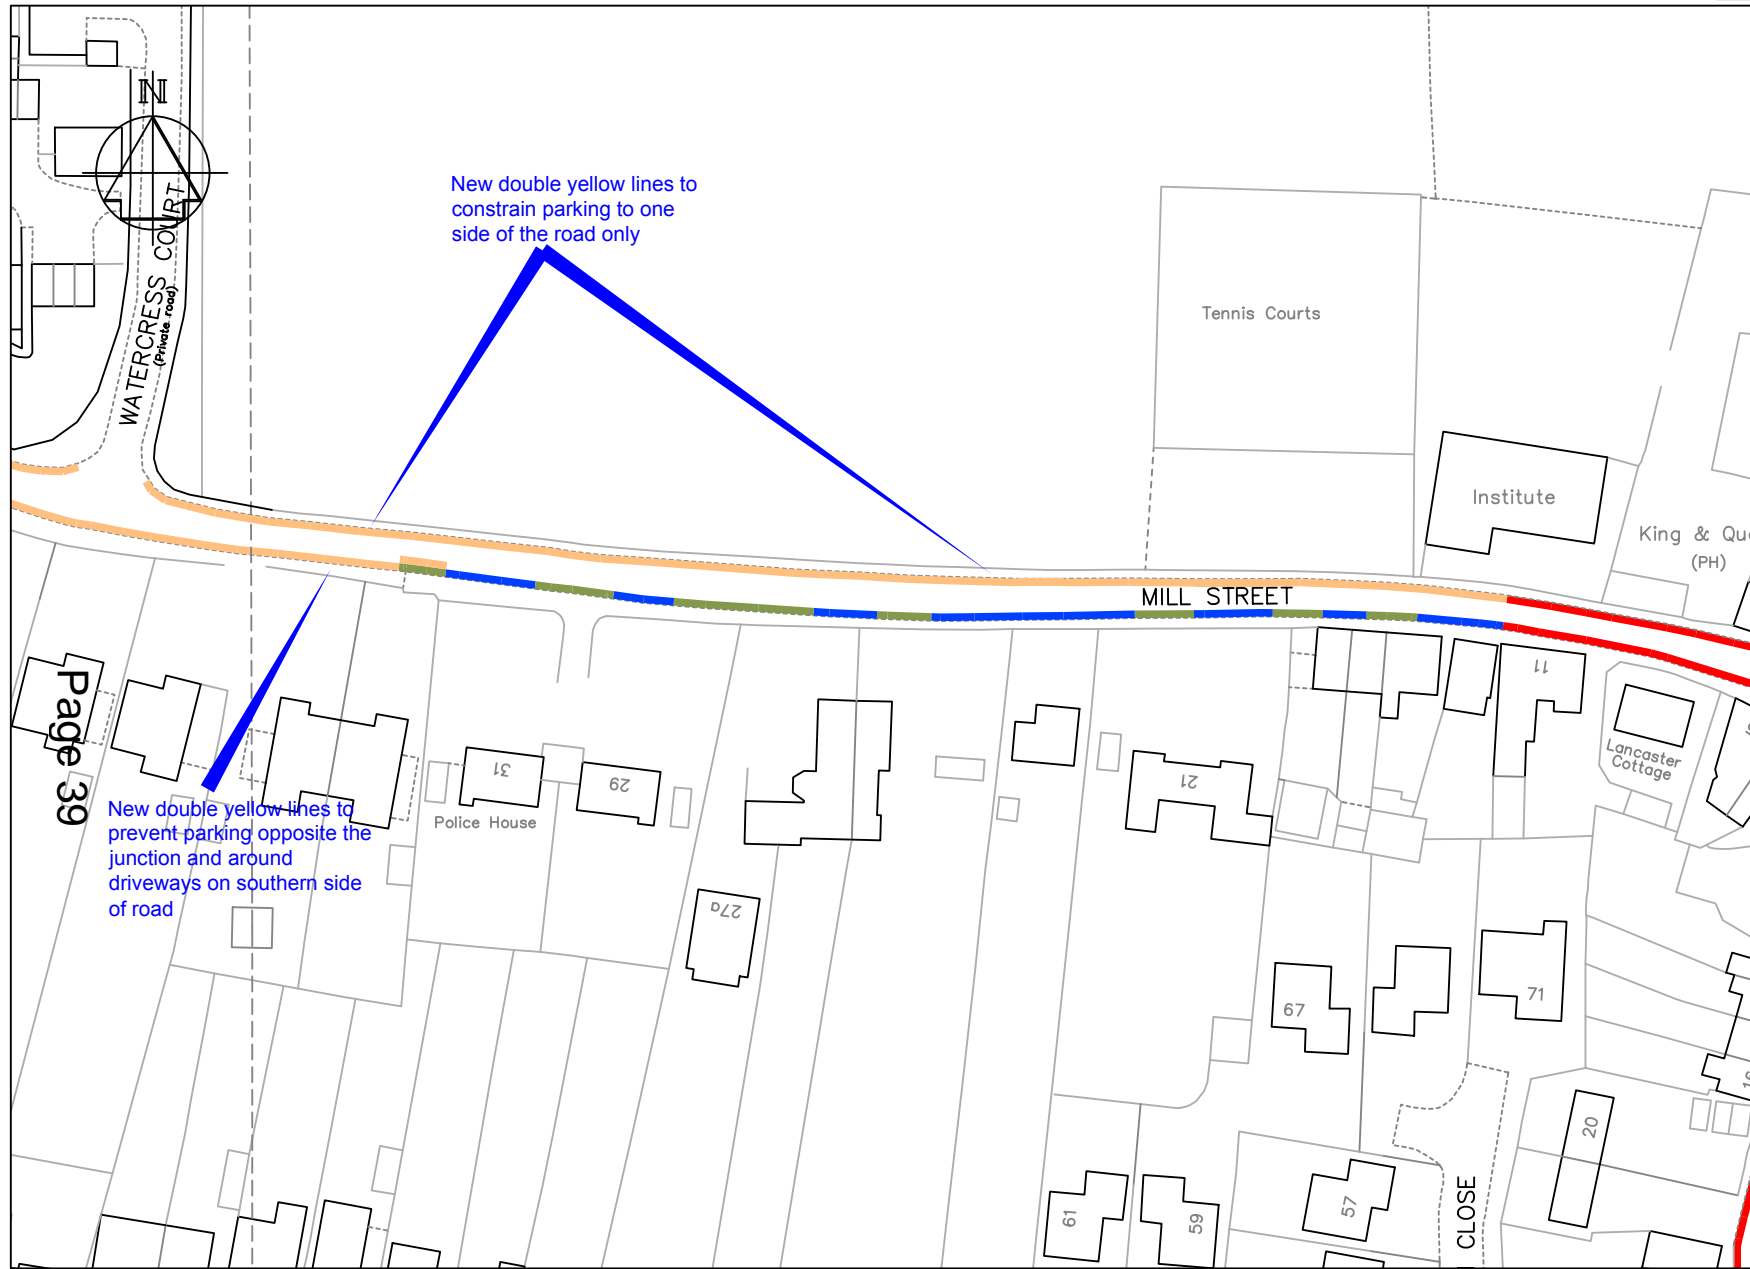 N
WATERCRESS COURT
(Private road)
New double yellow lines to
constrain parking to one
side of the road only
Tennis Courts
Institute
King & Que
(PH)
MILL STREET
11
Lancaster
Cottage
Page 39
31
29
21
Police House
New double yellow lines to
prevent parking opposite the
junction and around
driveways on southern side
of road
27a
67
71
20
61
59
57
CLOSE